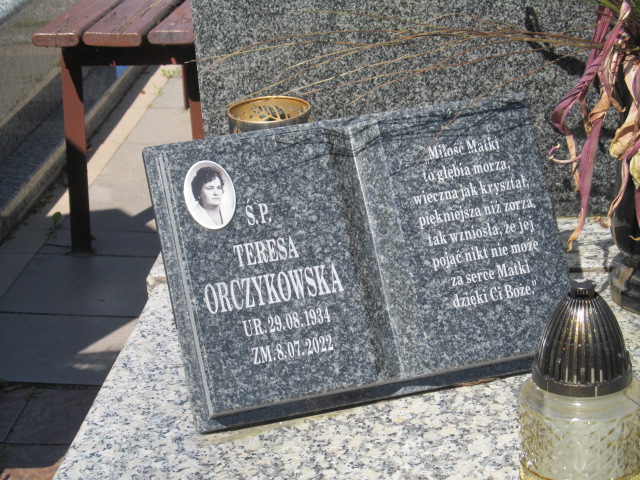 Ś.P.
TERESA
ORCZYKOWSKA
UR. 29.08.1934
ZM. 8.07.2022
"Miłość Matki
to głębia morza,
wieczna jak kryształ,
piękniejsza niż zorza,
tak wzniosła, że jej
pojąć nikt nie może
za serce Matki
dzięki Ci Boże."